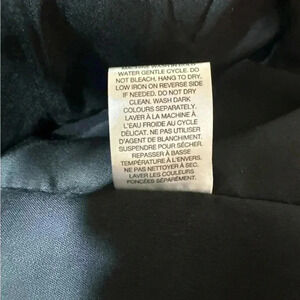 WATER GENTLE CYCLE. DO
NOT BLEACH, HANG TO DRY,
LOW IRON ON REVERSE SIDE
IF NEEDED. DO NOT DRY
CLEAN. WASH DARK
COLOURS SEPARATELY.
LAVER À LA MACHINE À
L'EAU FROIDE AU CYCLE
DÉLICAT. NE PAS UTILISER
D'AGENT DE BLANCHIMENT.
SUSPENDRE POUR SÉCHER.
REPASSER À BASSE
TEMPÉRATURE À L'ENVERS.
NE PAS NETTOYER À SEC.
LAVER LES COULEURS
FONCÉES SÉPARÉMENT.